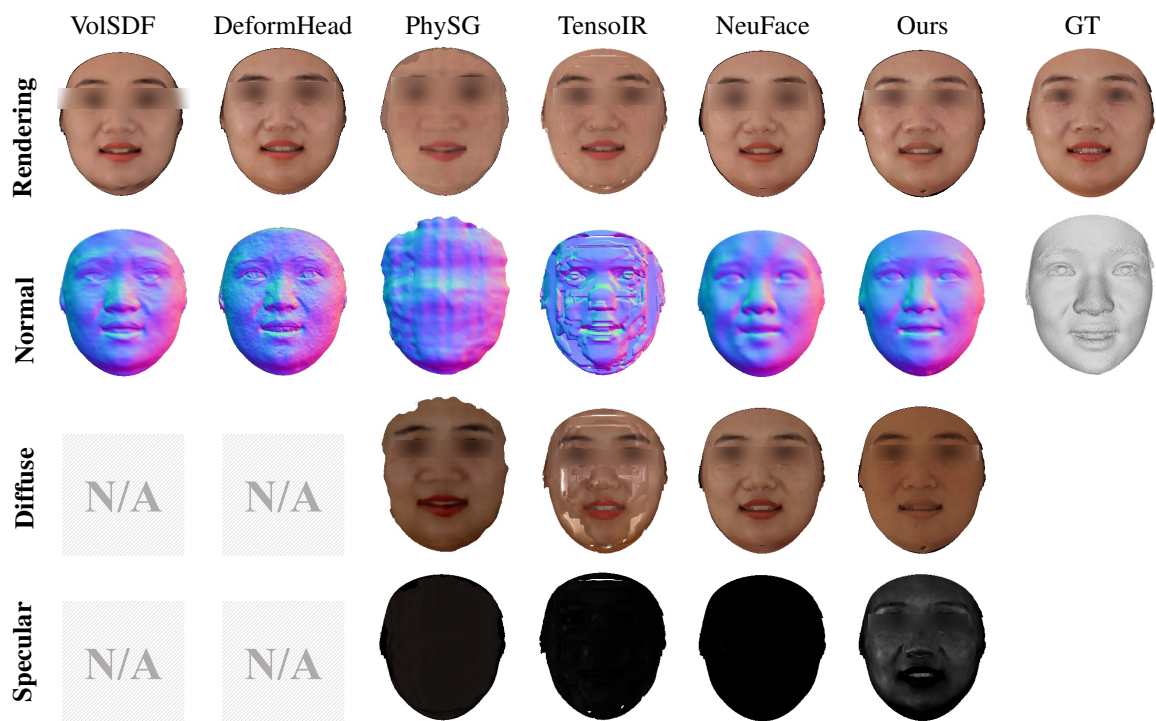 VolSDF DeformHead PhySG TensoIR NeuFace Ours GT
Rendering
Normal
Diffuse
N/A N/A
Specular
N/A N/A